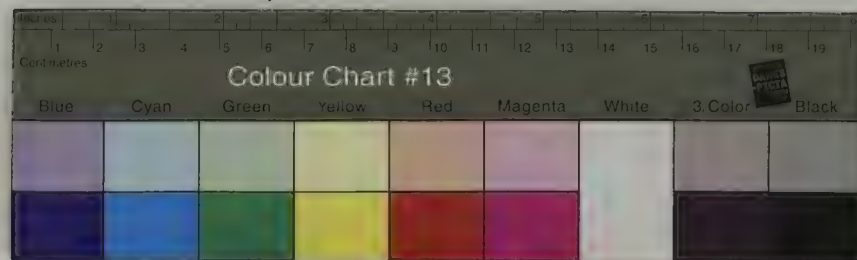 1 2 3 4 5 6 7
1 2 3 4 5 6 7 8 9 10 11 12 13 14 15 16 17 18 19
Centimetres
Colour Chart #13
Blue Cyan Green Yellow Red Magenta White 3.Color Black